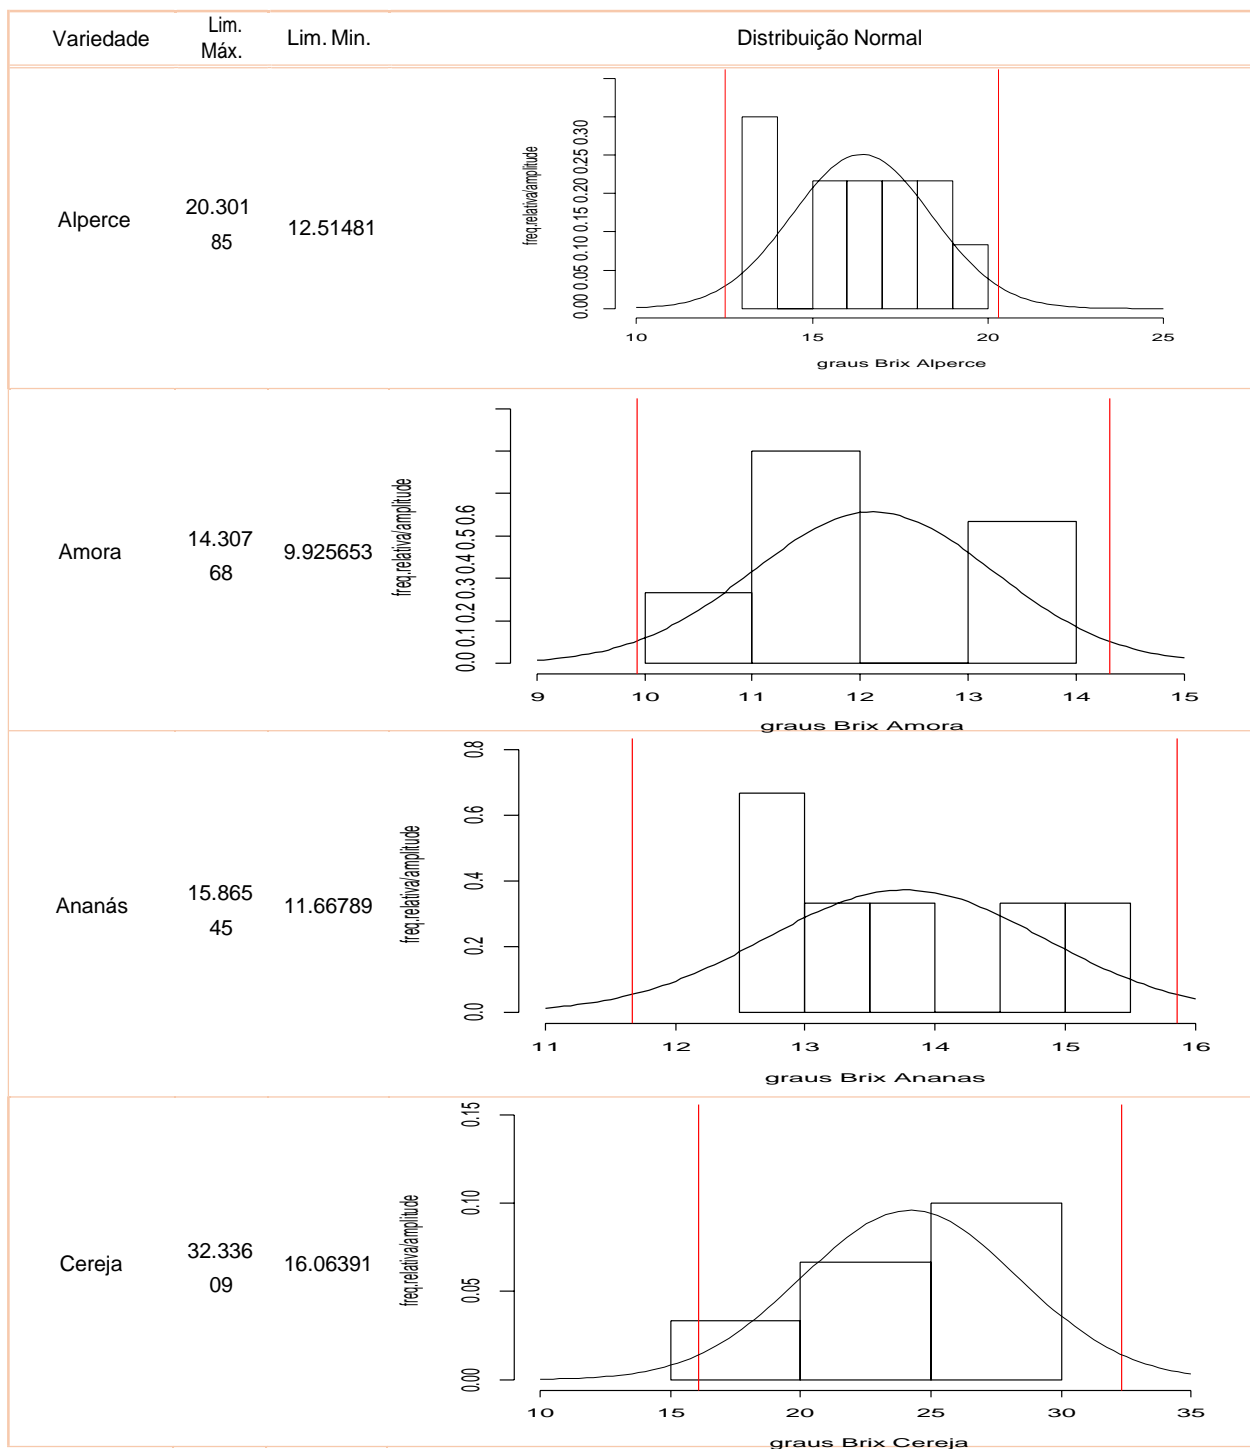 Variedade
Lim. Máx.
Lim. Min.
Distribuição Normal
Alperce
20.301
85
12.51481
freq.relativa/amplitude
0.00 0.05 0.10 0.15 0.20 0.25 0.30
10 15 20 25
graus Brix Alperce
Amora
14.307
68
9.925653
freq.relativa/amplitude
0.0 0.1 0.2 0.3 0.4 0.5 0.6
9 10 11 12 13 14 15
graus Brix Amora
Ananás
15.865
45
11.66789
freq.relativa/amplitude
0.0 0.2 0.4 0.6 0.8
11 12 13 14 15 16
graus Brix Ananas
Cereja
32.336
09
16.06391
freq.relativa/amplitude
0.00 0.05 0.10 0.15
10 15 20 25 30 35
graus Brix Cereja